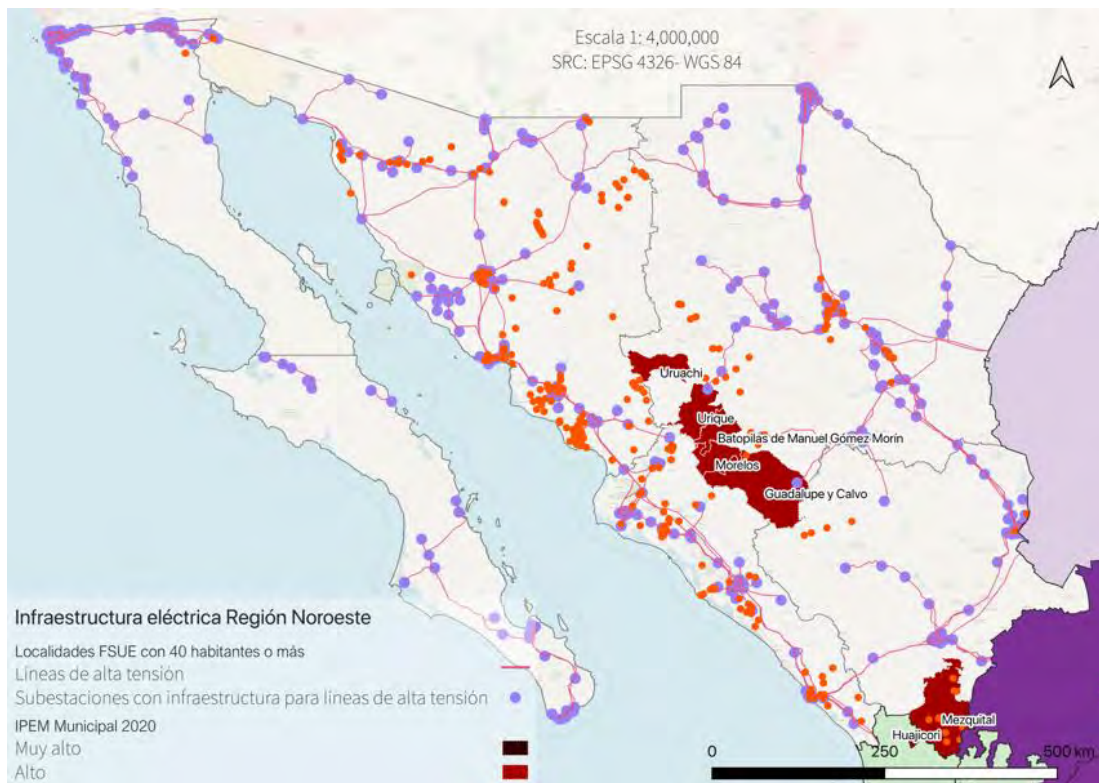 Escala 1: 4,000,000
SRC: EPSG 4326- WGS 84
Uruachi
Urique
Batopilas de Manuel Gómez Morín
Morelos
Guadalupe y Calvo
Mezquital
Huajicori
Infraestructura eléctrica Región Noroeste
Localidades FSUE con 40 habitantes o más
Líneas de alta tensión
Subestaciones con infraestructura para líneas de alta tensión
IPEM Municipal 2020
Muy alto
Alto
0 250 500 km